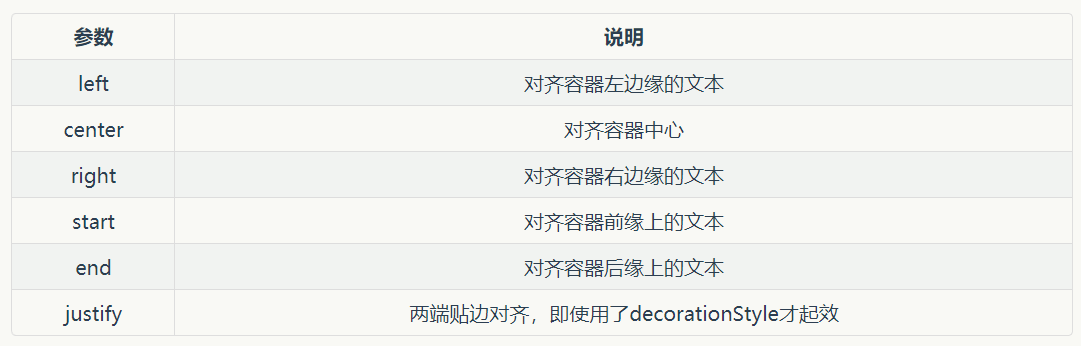 参数 说明
left 对齐容器左边缘的文本
center 对齐容器中心
right 对齐容器右边缘的文本
start 对齐容器前缘上的文本
end 对齐容器后缘上的文本
justify 两端贴边对齐，即使用了decorationStyle才起效